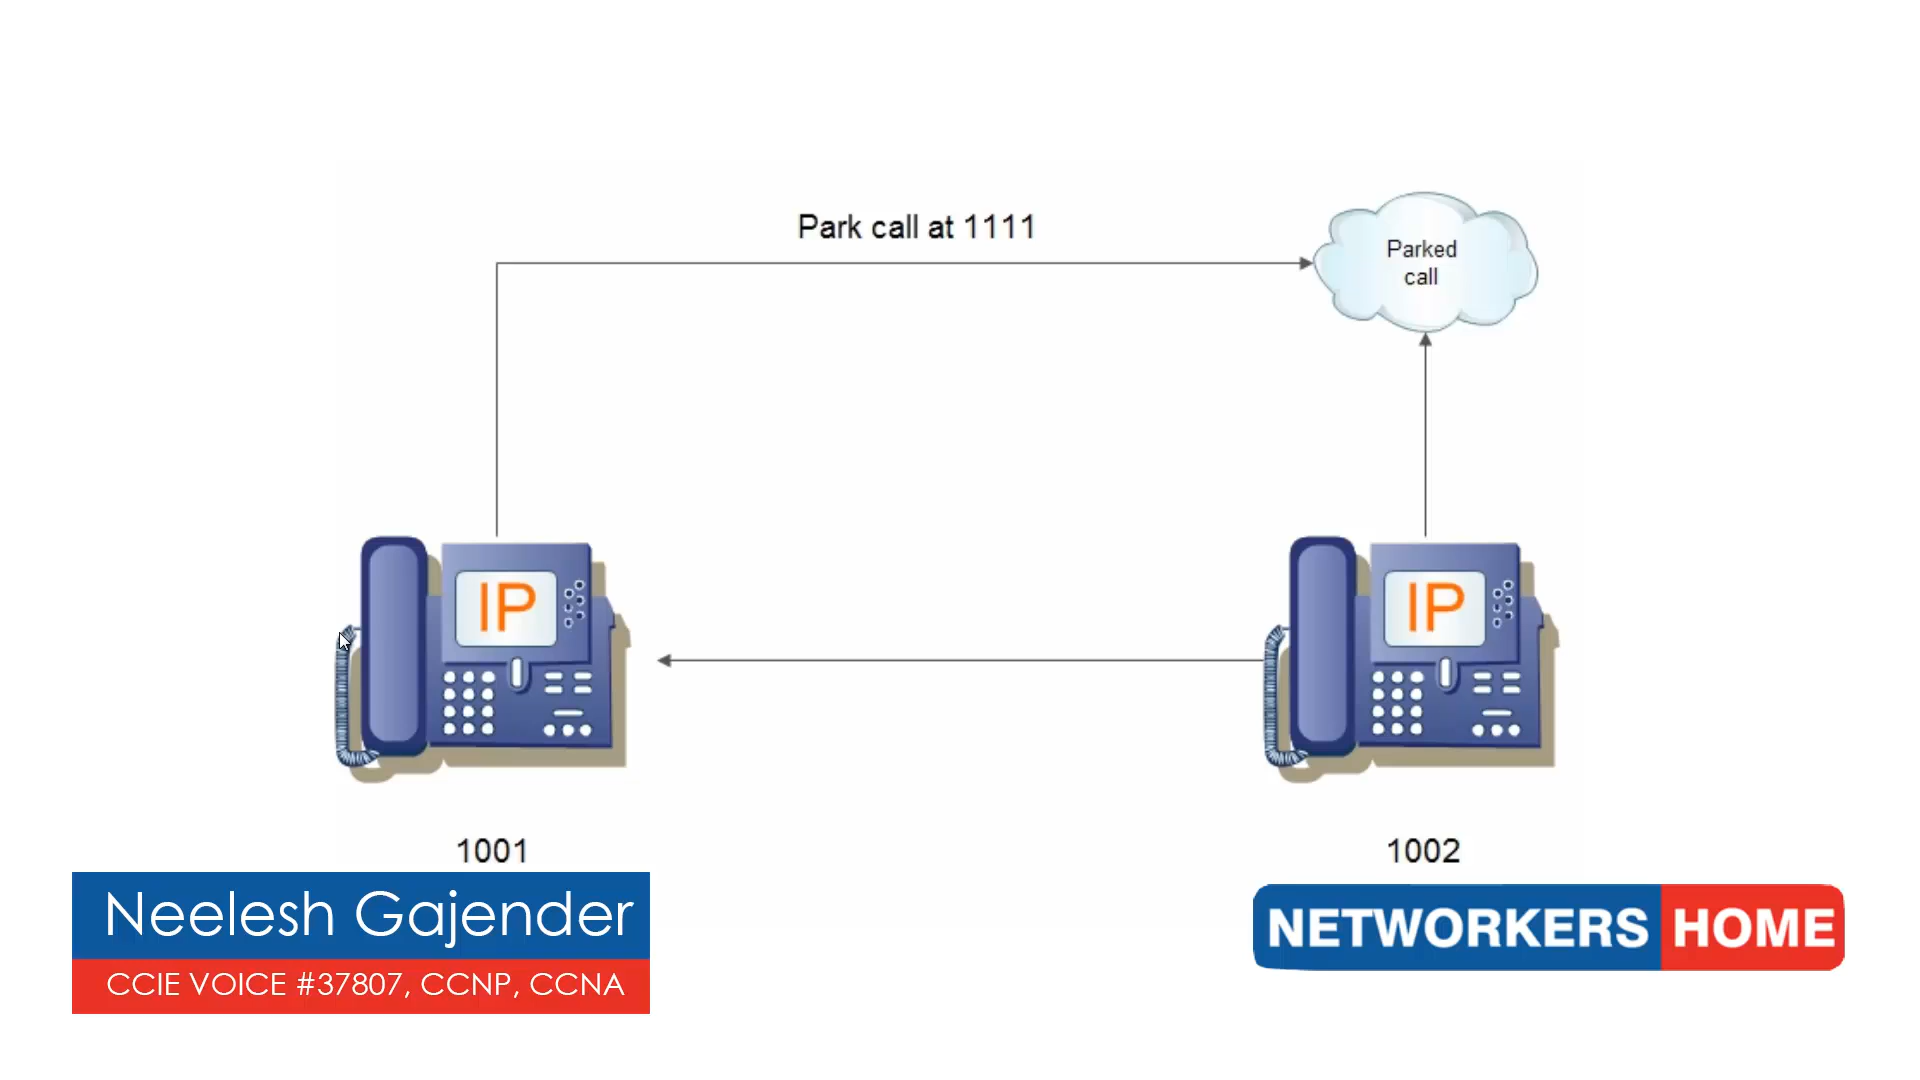 Park call at 1111
Parked
call
IP
IP
1001
1002
Neelesh Gajender
CCIE VOICE #37807, CCNP, CCNA
NETWORKERS HOME